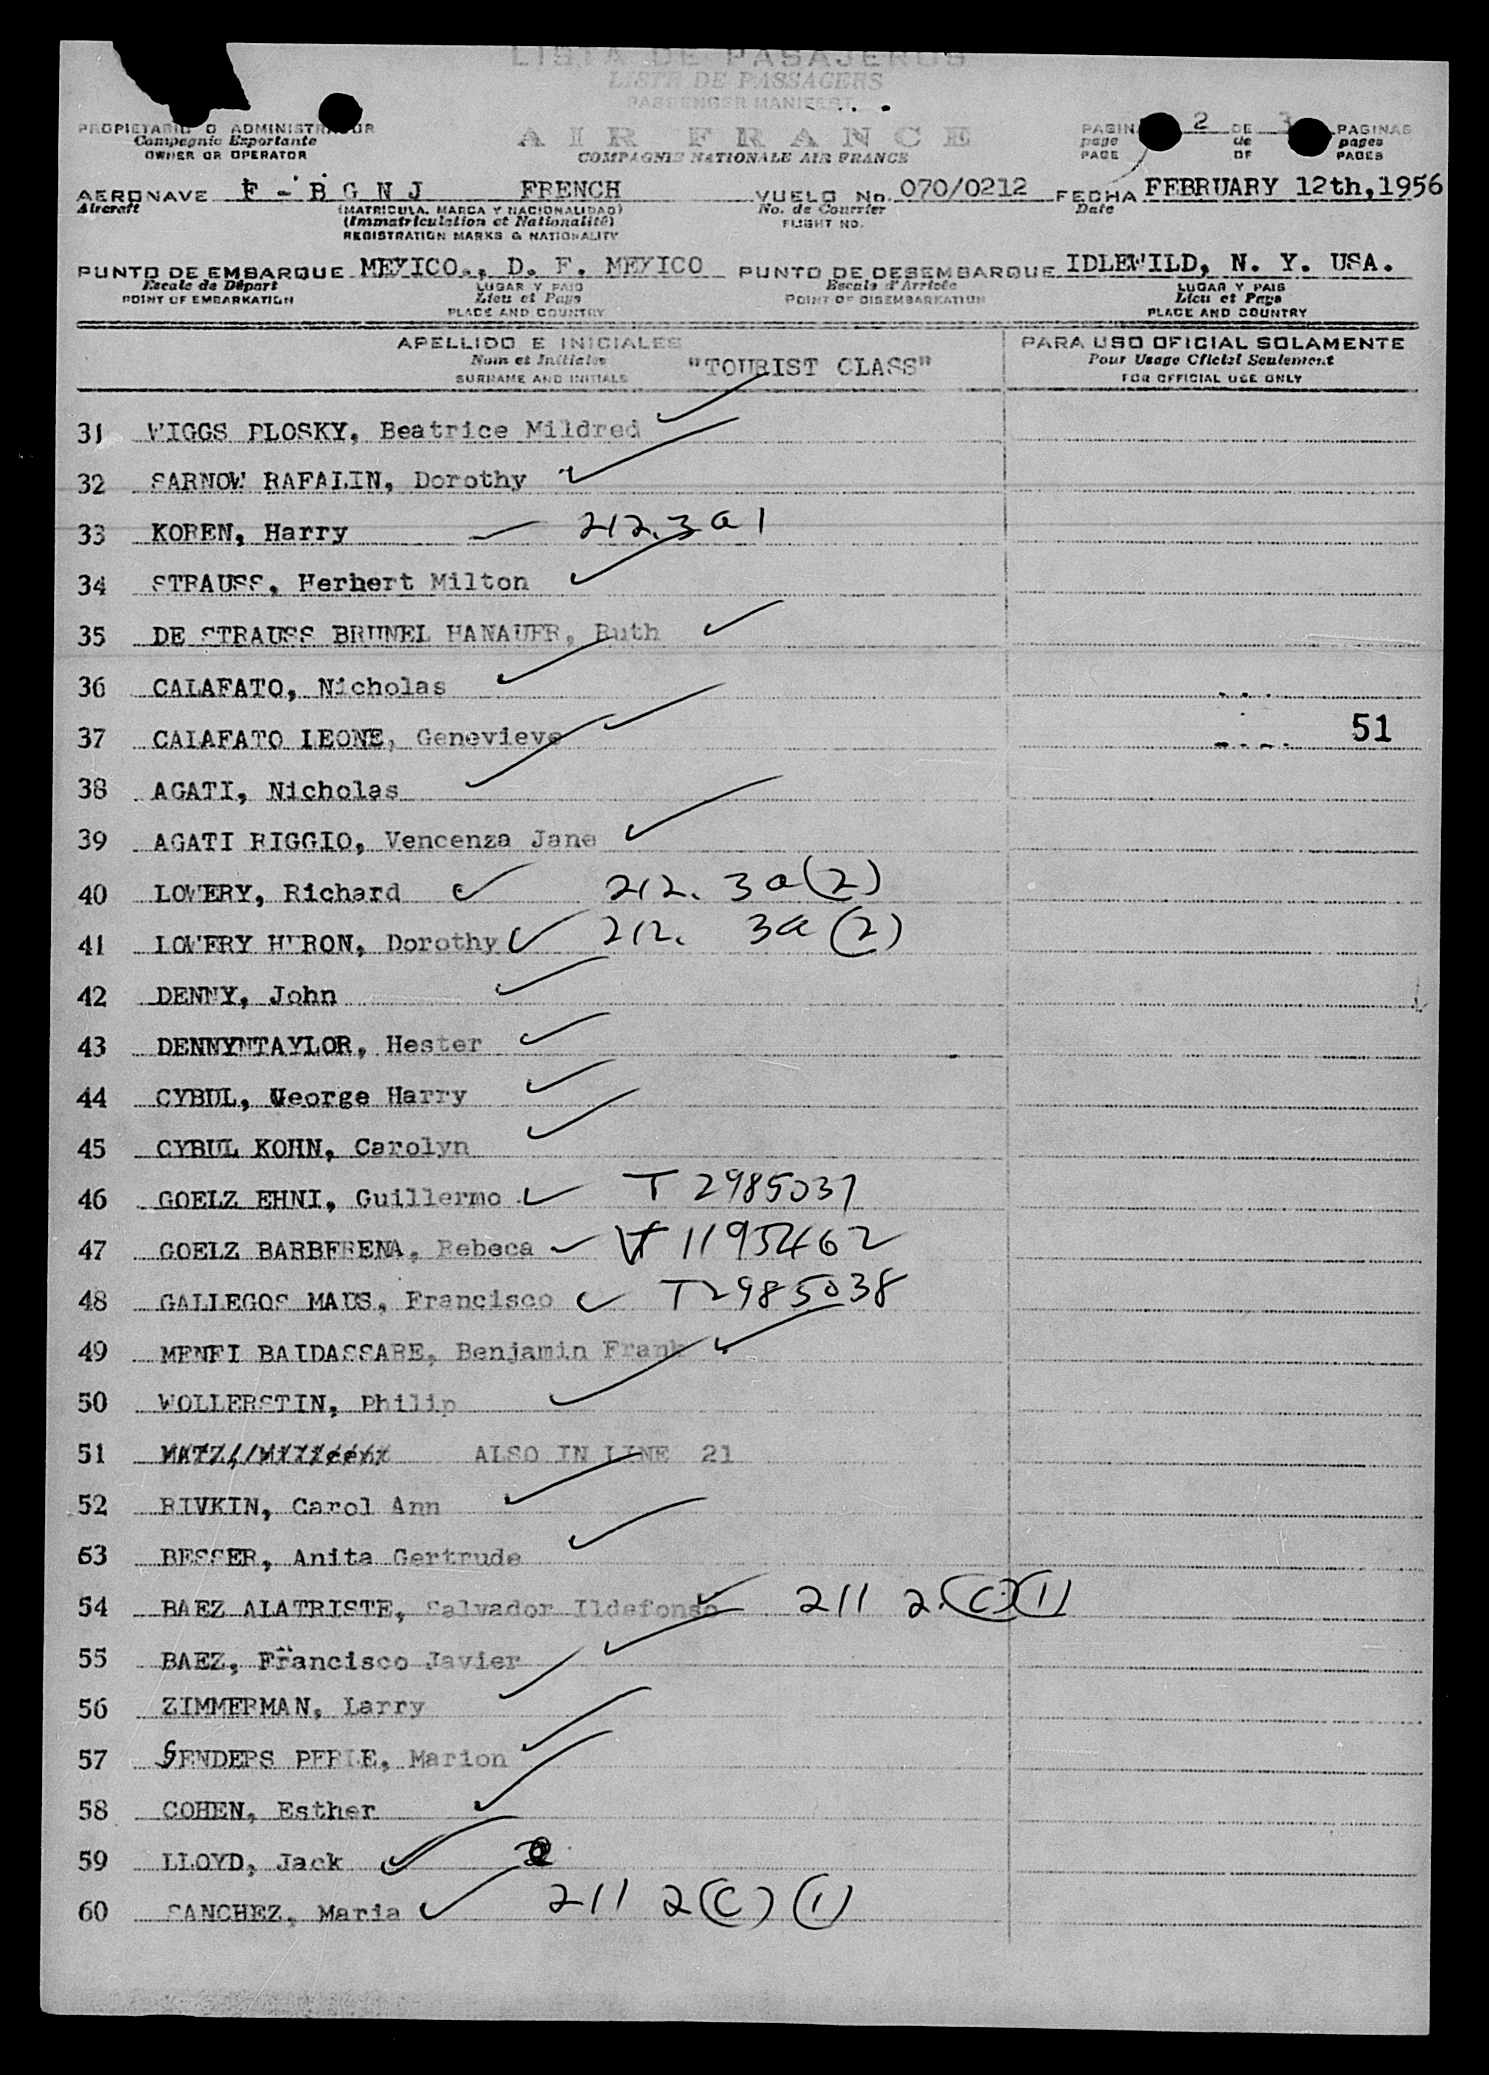 LISTA DE PASAJEROS
LISTE DE PASSAGERS
PASSENGER MANIFEST
PROPIETARIO O ADMINISTRADOR
Compagnie Exportante
OWNER OR OPERATOR
AIR FRANCE
COMPAGNIE NATIONALE AIR FRANCE
PAGINA 2 DE 3 PAGINAS
page de pages
PAGE OF PAGES
AERONAVE F - B G N J FRENCH VUELO No. 070/0212 FECHA FEBRUARY 12th,1956
Aircraft (MATRICULA, MARCA Y NACIONALIDAD) No. de Courrier Date
(Immatriculation et Nationalité) FLIGHT NO.
REGISTRATION MARKS & NATIONALITY
PUNTO DE EMBARQUE MEXICO., D. F. MEXICO PUNTO DE DESEMBARQUE IDLEWILD, N. Y. USA.
Escale de Départ LUGAR Y PAIS Escale d'Arrivée LUGAR Y PAIS
POINT OF EMBARKATION Lieu et Pays POINT OF DISEMBARKATION Lieu et Pays
PLACE AND COUNTRY PLACE AND COUNTRY
APELLIDO E INICIALES PARA USO OFICIAL SOLAMENTE
Nom et Initiales "TOURIST CLASS" Pour Usage Officiel Seulement
SURNAME AND INITIALS FOR OFFICIAL USE ONLY
31 WIGGS PLOSKY, Beatrice Mildred
32 SARNOW RAFALIN, Dorothy
33 KOREN, Harry 212.3a1
34 STRAUSS, Herhert Milton
35 DE STRAUSS BRUNEL HANAUER, Ruth
36 CALAFATO, Nicholas
37 CALAFATO LEONE, Genevieve 51
38 AGATI, Nicholas
39 AGATI RIGGIO, Vencenza Jane
40 LOWERY, Richard 212. 3a(2)
41 LOWERY HURON, Dorothy 212. 3a (2)
42 DENNY, John
43 DENNYNTAYLOR, Hester
44 CYBUL, George Harry
45 CYBUL KOHN, Carolyn
46 GOELZ EHNI, Guillermo T 2985037
47 GOELZ BARBERENA, Rebeca 1195462
48 GALLEGOS MAUS, Francisco T2985038
49 MENFI BALDASSARE, Benjamin Frank
50 WOLLERSTIN, Philip
51 MATZ, ALSO IN LINE 21
52 RIVKIN, Carol Ann
53 BESSER, Anita Gertrude
54 BAEZ ALATRISTE, Salvador Ildefonso 211 2(C)(1)
55 BAEZ, Francisco Javier
56 ZIMMERMAN, Larry
57 SENDERS PERLE, Marion
58 COHEN, Esther
59 LLOYD, Jack
60 SANCHEZ, Maria 211 2(C) (1)